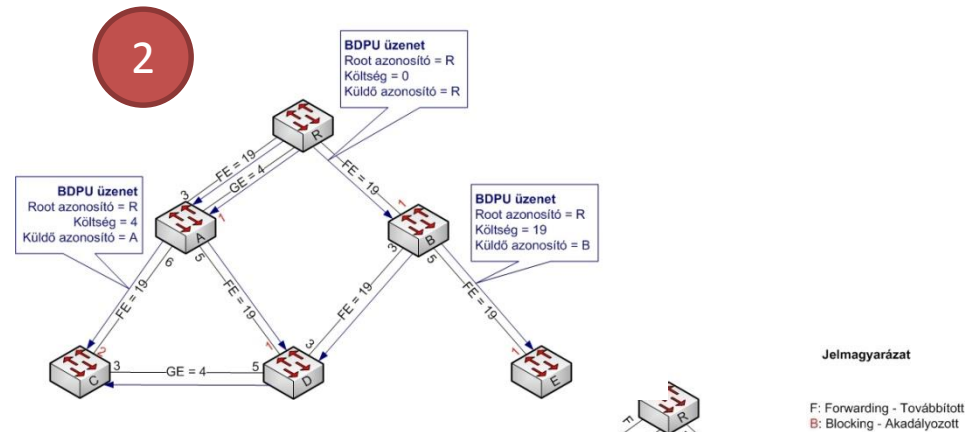 2
BDPU üzenet
Root azonosító = R
Költség = 0
Küldő azonosító = R
R
FE = 19
GE = 4
FE = 19
3
1
1
BDPU üzenet
Root azonosító = R
Költség = 4
Küldő azonosító = A
BDPU üzenet
Root azonosító = R
Költség = 19
Küldő azonosító = B
A
B
6
5
3
5
FE = 19
FE = 19
FE = 19
FE = 19
2
3
GE = 4
5
1
3
1
C
D
E
Jelmagyarázat
R
F
F: Forwarding - Továbbított
B: Blocking - Akadályozott